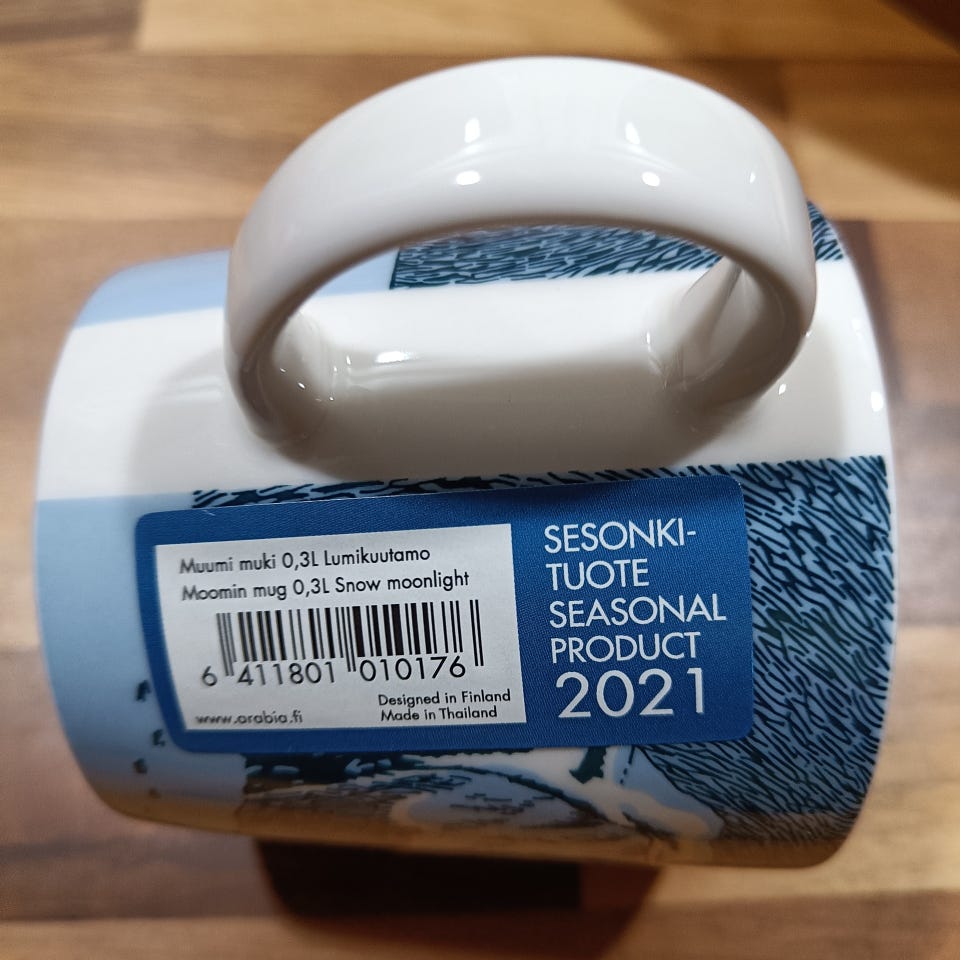 Muumi muki 0,3L Lumikuutamo
Moomin mug 0,3L Snow moonlight
6 411801 010176
Designed in Finland
www.arabia.fi Made in Thailand
SESONKI-
TUOTE
SEASONAL
PRODUCT
2021